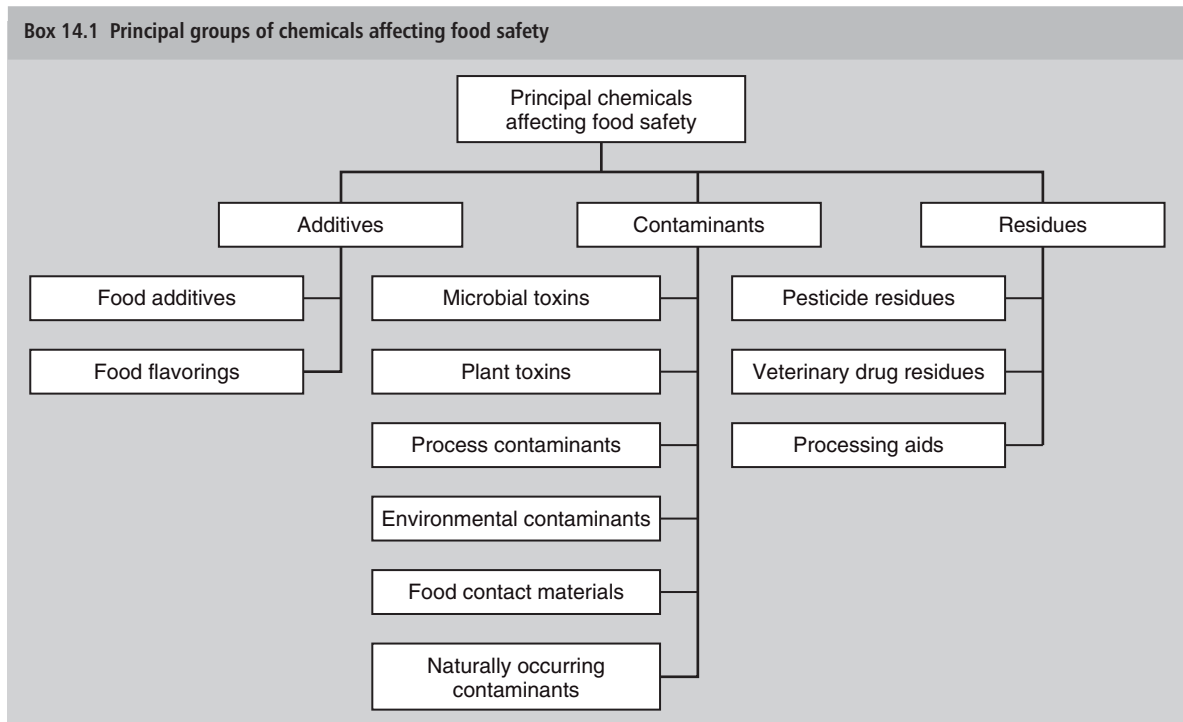 Box 14.1 Principal groups of chemicals affecting food safety
Principal chemicals
affecting food safety
Additives
Contaminants
Residues
Food additives
Microbial toxins
Pesticide residues
Food flavorings
Plant toxins
Veterinary drug residues
Process contaminants
Processing aids
Environmental contaminants
Food contact materials
Naturally occurring
contaminants